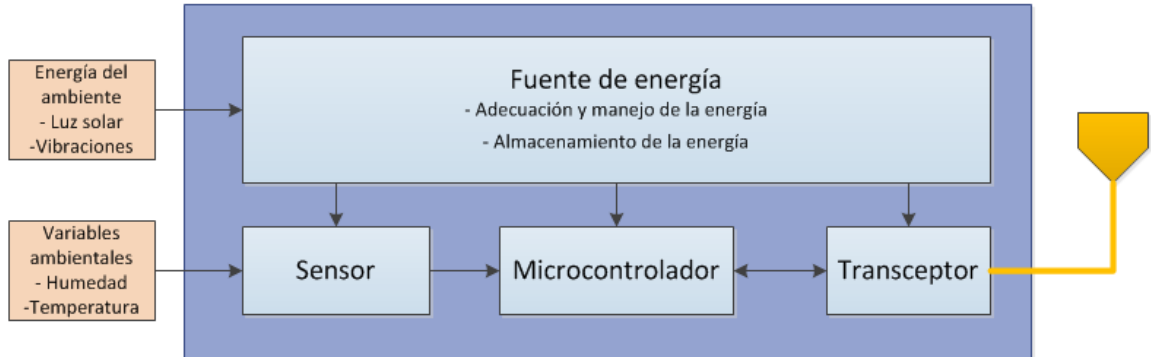 Energía del
ambiente
- Luz solar
-Vibraciones
Fuente de energía
- Adecuación y manejo de la energía
- Almacenamiento de la energía
Variables
ambientales
- Humedad
-Temperatura
Sensor
Microcontrolador
Transceptor